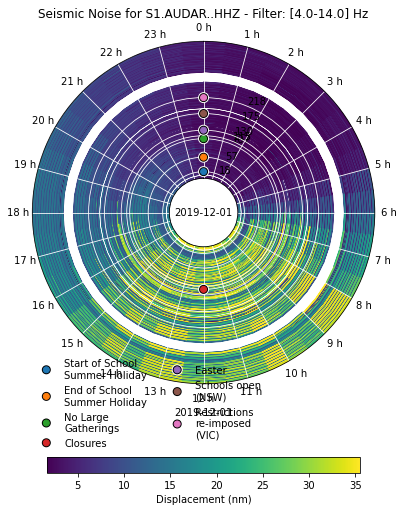 Seismic Noise for S1.AUDAR..HHZ - Filter: [4.0-14.0] Hz
0 h
23 h
1 h
22 h
2 h
21 h
3 h
20 h
4 h
19 h
5 h
18 h
2019-12-01
6 h
17 h
7 h
16 h
8 h
15 h
9 h
14 h
10 h
13 h
11 h
12 h
2019-12-01
Start of School
Summer Holiday
End of School
Summer Holiday
No Large
Gatherings
Closures
Easter
Schools open
(NSW)
Restrictions
re-imposed
(VIC)
5
10
15
20
25
30
35
Displacement (nm)